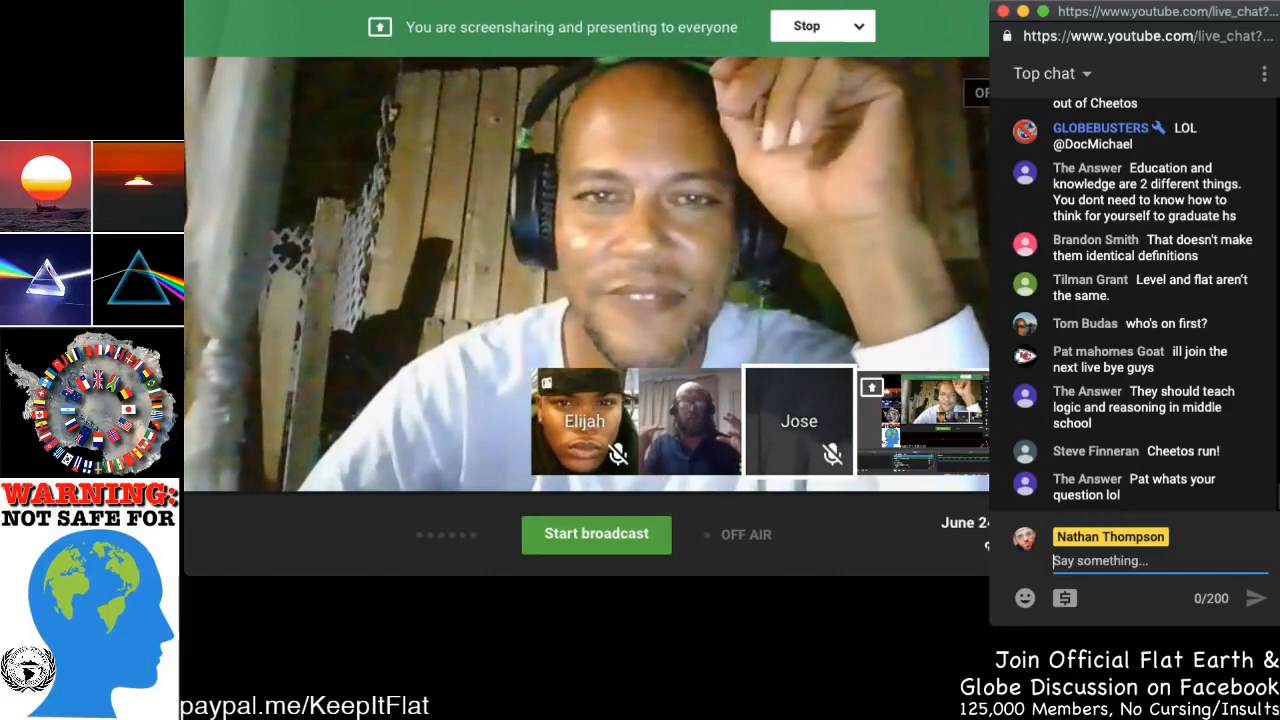 You are screensharing and presenting to everyone
Stop
https://www.youtube.com/live_chat?...
https://www.youtube.com/live_chat?...
Top chat
out of Cheetos
GLOBEBUSTERS LOL
@DocMichael
The Answer Education and
knowledge are 2 different things.
You dont need to know how to
think for yourself to graduate hs
Brandon Smith That doesn't make
them identical definitions
Tilman Grant Level and flat aren't
the same.
Tom Budas who's on first?
Pat mahomes Goat ill join the
next live bye guys
The Answer They should teach
logic and reasoning in middle
school
Steve Finneran Cheetos run!
The Answer Pat whats your
question lol
Nathan Thompson
Say something...
0/200
Elijah
Jose
Start broadcast
OFF AIR
June 24
WARNING:
NOT SAFE FOR
paypal.me/KeepItFlat
Join Official Flat Earth &
Globe Discussion on Facebook
125,000 Members, No Cursing/Insults